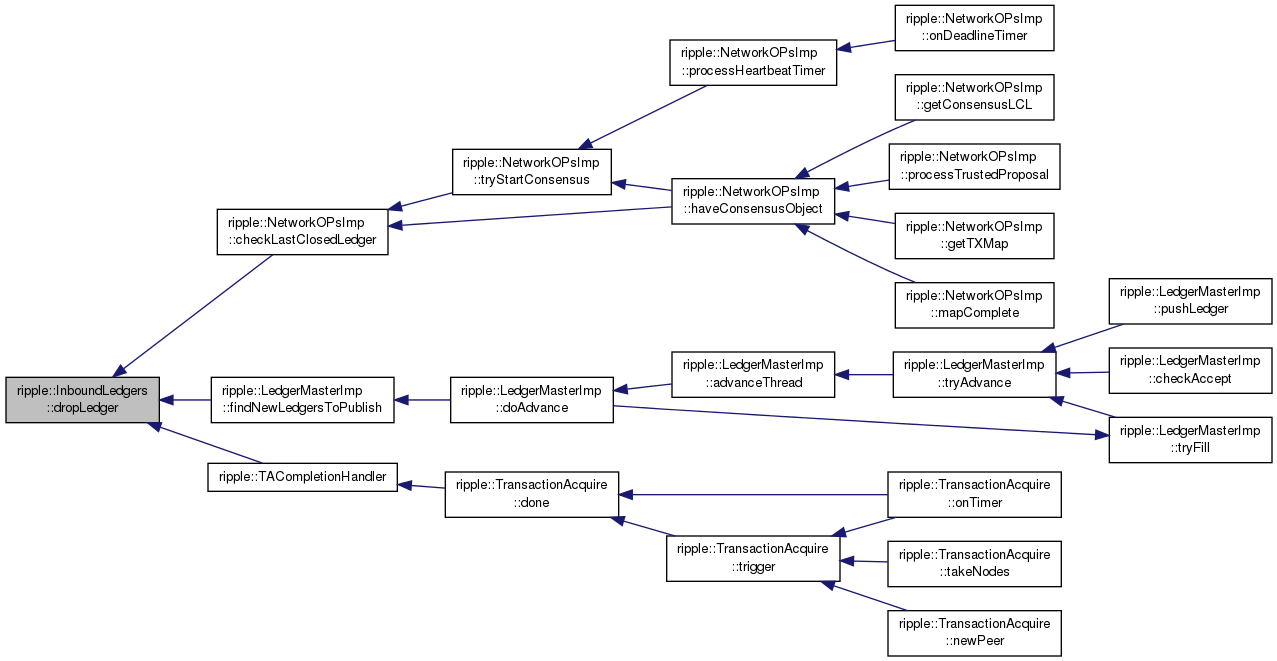 ripple::NetworkOPsImp
::onDeadlineTimer
ripple::NetworkOPsImp
::processHeartbeatTimer
ripple::NetworkOPsImp
::getConsensusLCL
ripple::NetworkOPsImp
::tryStartConsensus
ripple::NetworkOPsImp
::processTrustedProposal
ripple::NetworkOPsImp
::haveConsensusObject
ripple::NetworkOPsImp
::checkLastClosedLedger
ripple::NetworkOPsImp
::getTXMap
ripple::NetworkOPsImp
::mapComplete
ripple::LedgerMasterImp
::pushLedger
ripple::InboundLedgers
::dropLedger
ripple::LedgerMasterImp
::findNewLedgersToPublish
ripple::LedgerMasterImp
::doAdvance
ripple::LedgerMasterImp
::advanceThread
ripple::LedgerMasterImp
::tryAdvance
ripple::LedgerMasterImp
::checkAccept
ripple::LedgerMasterImp
::tryFill
ripple::TACompletionHandler
ripple::TransactionAcquire
::done
ripple::TransactionAcquire
::onTimer
ripple::TransactionAcquire
::trigger
ripple::TransactionAcquire
::takeNodes
ripple::TransactionAcquire
::newPeer